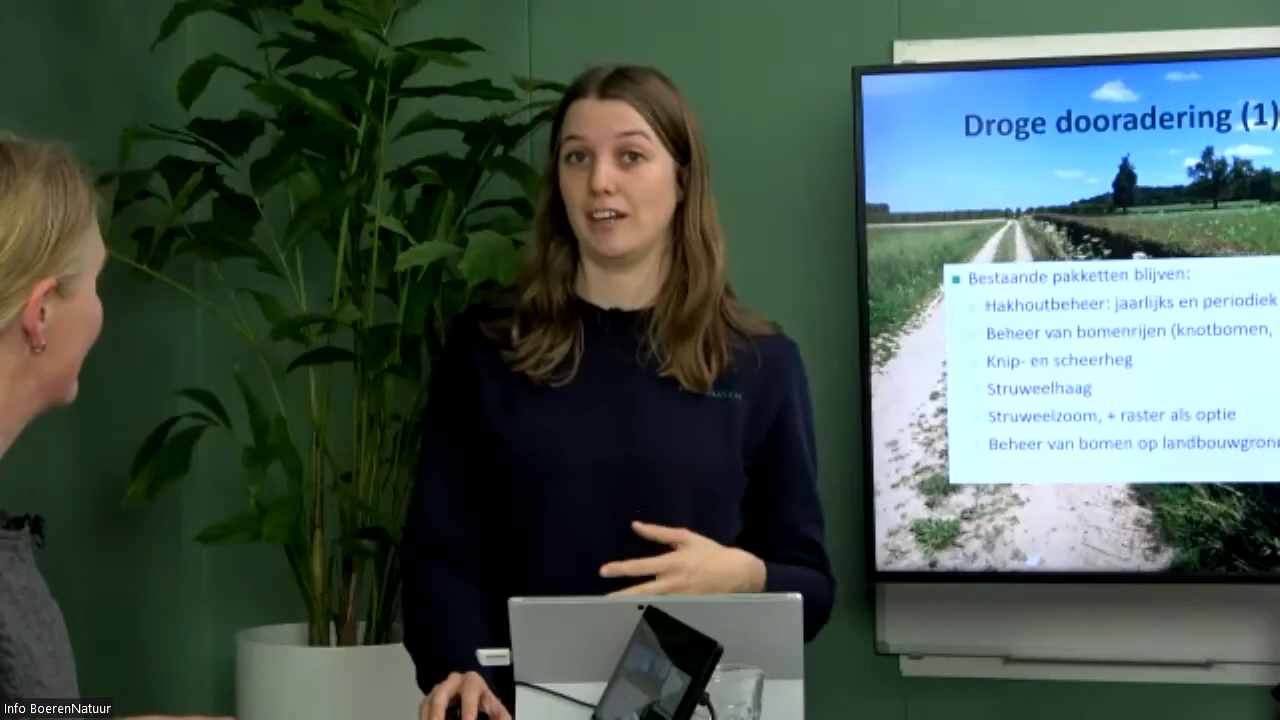 Droge dooradering (1)
Bestaande pakketten blijven:
Hakhoutbeheer: jaarlijks en periodiek
Beheer van bomenrijen (knotbomen,
Knip- en scheerheg
Struweelhaag
Struweelzoom, + raster als optie
Beheer van bomen op landbouwgrond
Info BoerenNatuur